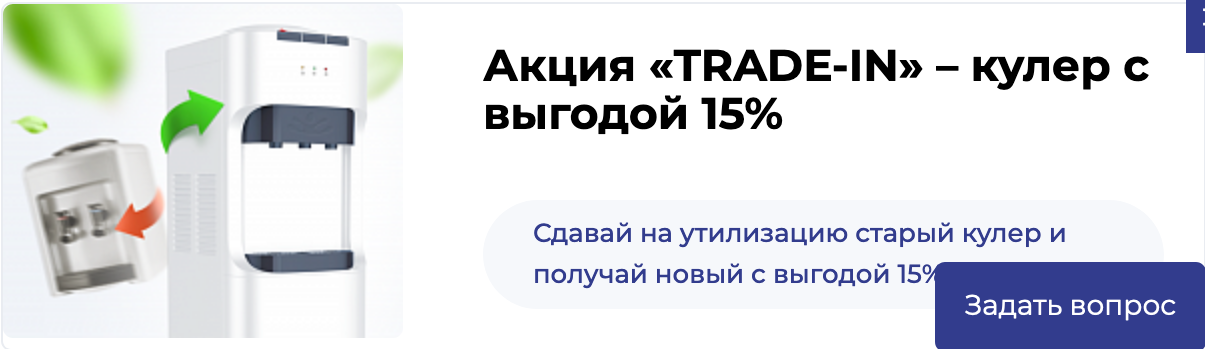 Акция «TRADE-IN» – кулер с
выгодой 15%
Сдавай на утилизацию старый кулер и
получай новый с выгодой 15%
Задать вопрос